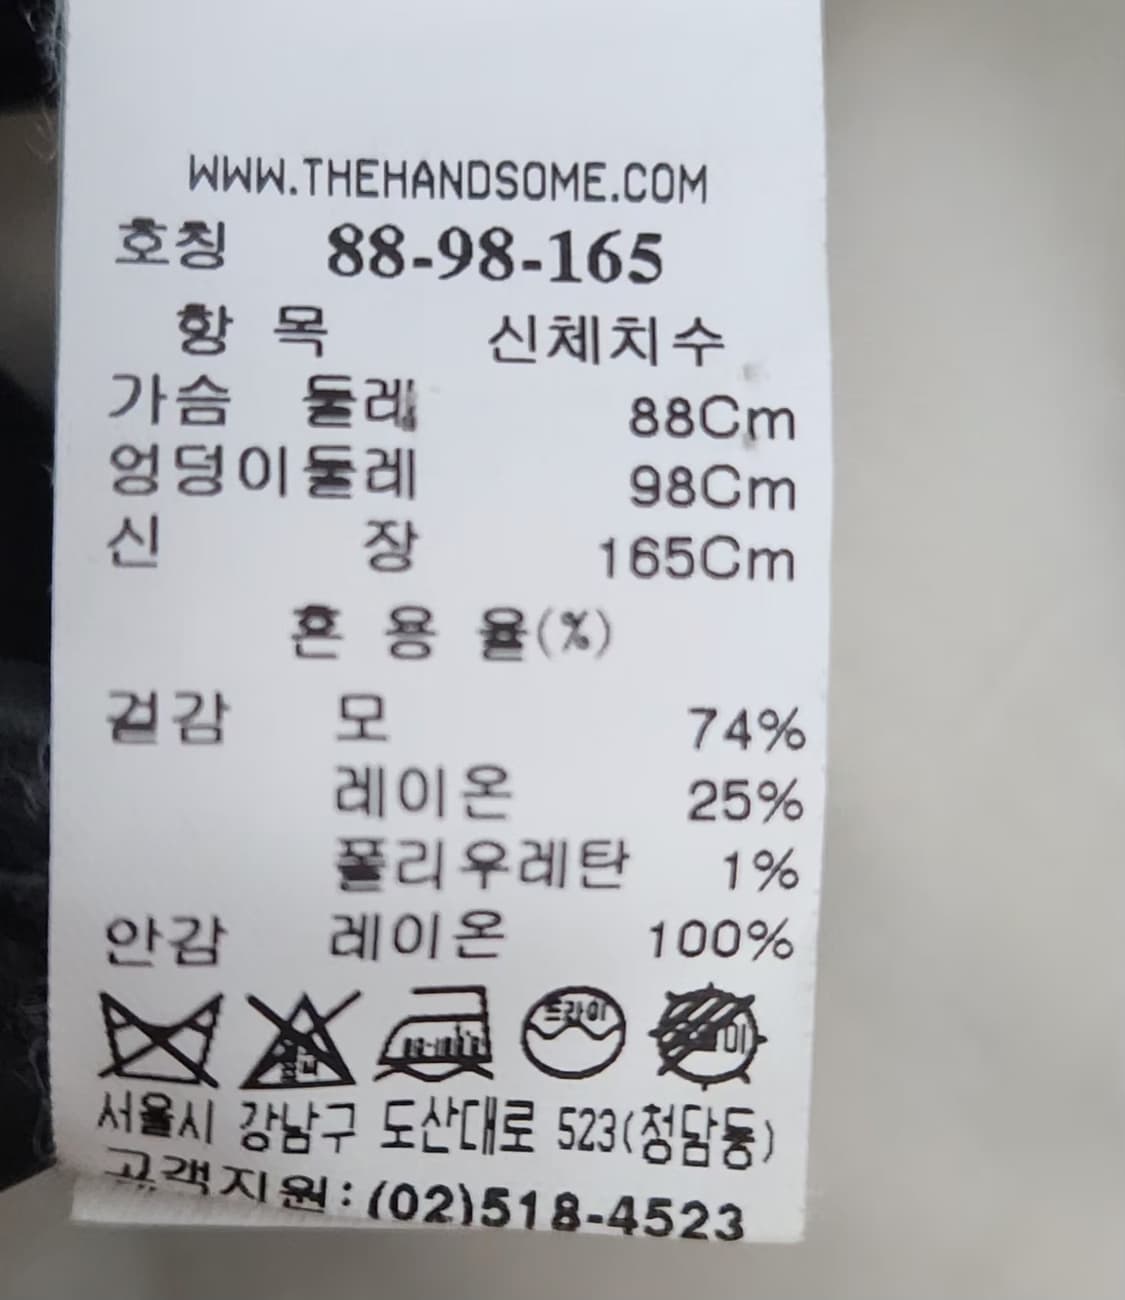 WWW.THEHANDSOME.COM
호칭 88-98-165
항 목 신체치수
가슴 둘레 88Cm
엉덩이둘레 98Cm
신 장 165Cm
혼 용 율(%)
겉감 모 74%
레이온 25%
폴리우레탄 1%
안감 레이온 100%
드라이
서울시 강남구 도산대로 523(청담동)
고객지원:(02)518-4523